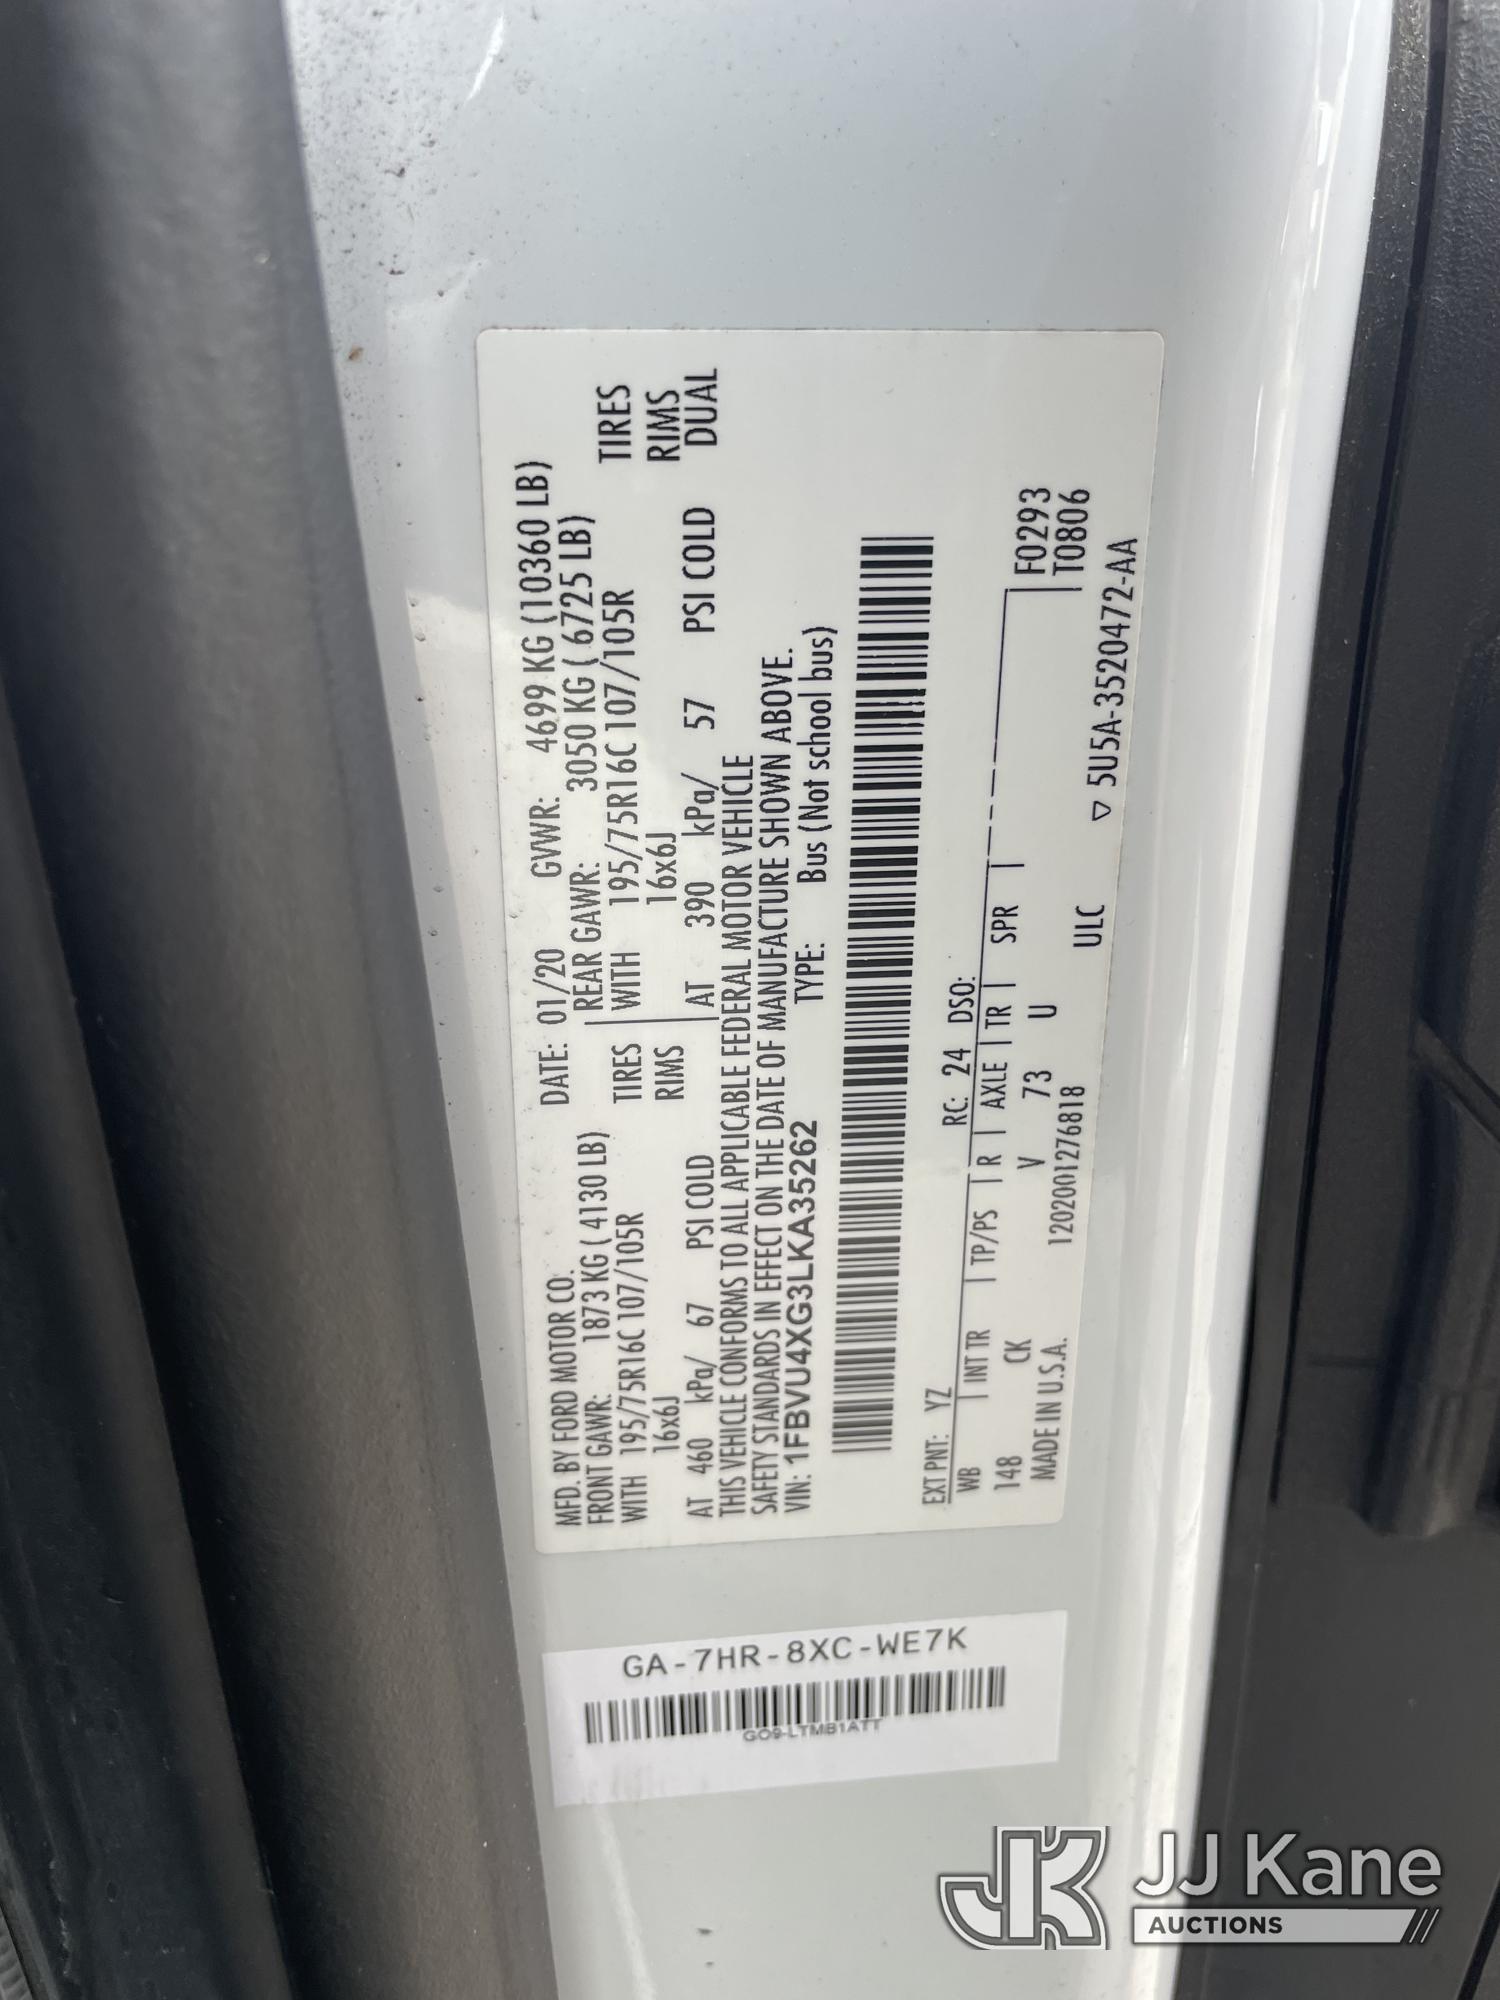 MFD. BY FORD MOTOR CO. DATE: 01/20 GVWR: 4699 KG (10360 LB)
FRONT GAWR: 1873 KG ( 4130 LB) REAR GAWR: 3050 KG ( 6725 LB)
WITH 195/75R16C 107/105R TIRES WITH 195/75R16C 107/105R TIRES
16x6J RIMS 16x6J RIMS
AT 460 kPa/ 67 PSI COLD AT 390 kPa/ 57 PSI COLD DUAL
THIS VEHICLE CONFORMS TO ALL APPLICABLE FEDERAL MOTOR VEHICLE
SAFETY STANDARDS IN EFFECT ON THE DATE OF MANUFACTURE SHOWN ABOVE.
VIN: 1FBVU4XG3LKA35262 TYPE: Bus (Not school bus)
EXT PNT: YZ RC: 24 DSO:
WB | INT TR | TP/PS | R | AXLE | TR | SPR | F0293
148 CK V 73 U T0806
MADE IN U.S.A. 1202001276818 ULC ▽ 5U5A-3520472-AA
GA-7HR-8XC-WE7K
GO9-LTMB1ATT
JK JJ Kane
AUCTIONS